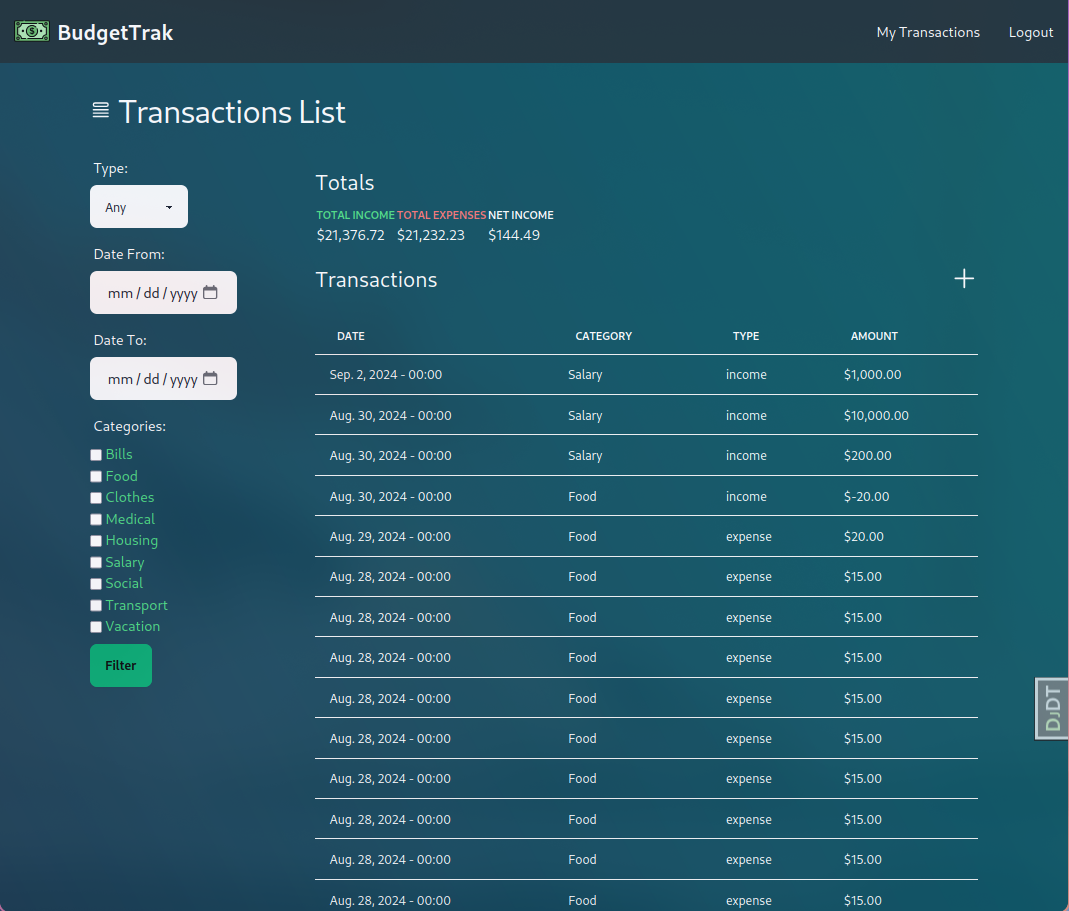 BudgetTrak
My Transactions
Logout
Transactions List
Type:
Any
Date From:
mm / dd / yyyy
Date To:
mm / dd / yyyy
Categories:
Bills
Food
Clothes
Medical
Housing
Salary
Social
Transport
Vacation
Filter
Totals
TOTAL INCOME TOTAL EXPENSES NET INCOME
$21,376.72 $21,232.23 $144.49
Transactions
DATE CATEGORY TYPE AMOUNT
Sep. 2, 2024 - 00:00 Salary income $1,000.00
Aug. 30, 2024 - 00:00 Salary income $10,000.00
Aug. 30, 2024 - 00:00 Salary income $200.00
Aug. 30, 2024 - 00:00 Food income $-20.00
Aug. 29, 2024 - 00:00 Food expense $20.00
Aug. 28, 2024 - 00:00 Food expense $15.00
Aug. 28, 2024 - 00:00 Food expense $15.00
Aug. 28, 2024 - 00:00 Food expense $15.00
Aug. 28, 2024 - 00:00 Food expense $15.00
Aug. 28, 2024 - 00:00 Food expense $15.00
Aug. 28, 2024 - 00:00 Food expense $15.00
Aug. 28, 2024 - 00:00 Food expense $15.00
Aug. 28, 2024 - 00:00 Food expense $15.00
Aug. 28, 2024 - 00:00 Food expense $15.00
DJDT